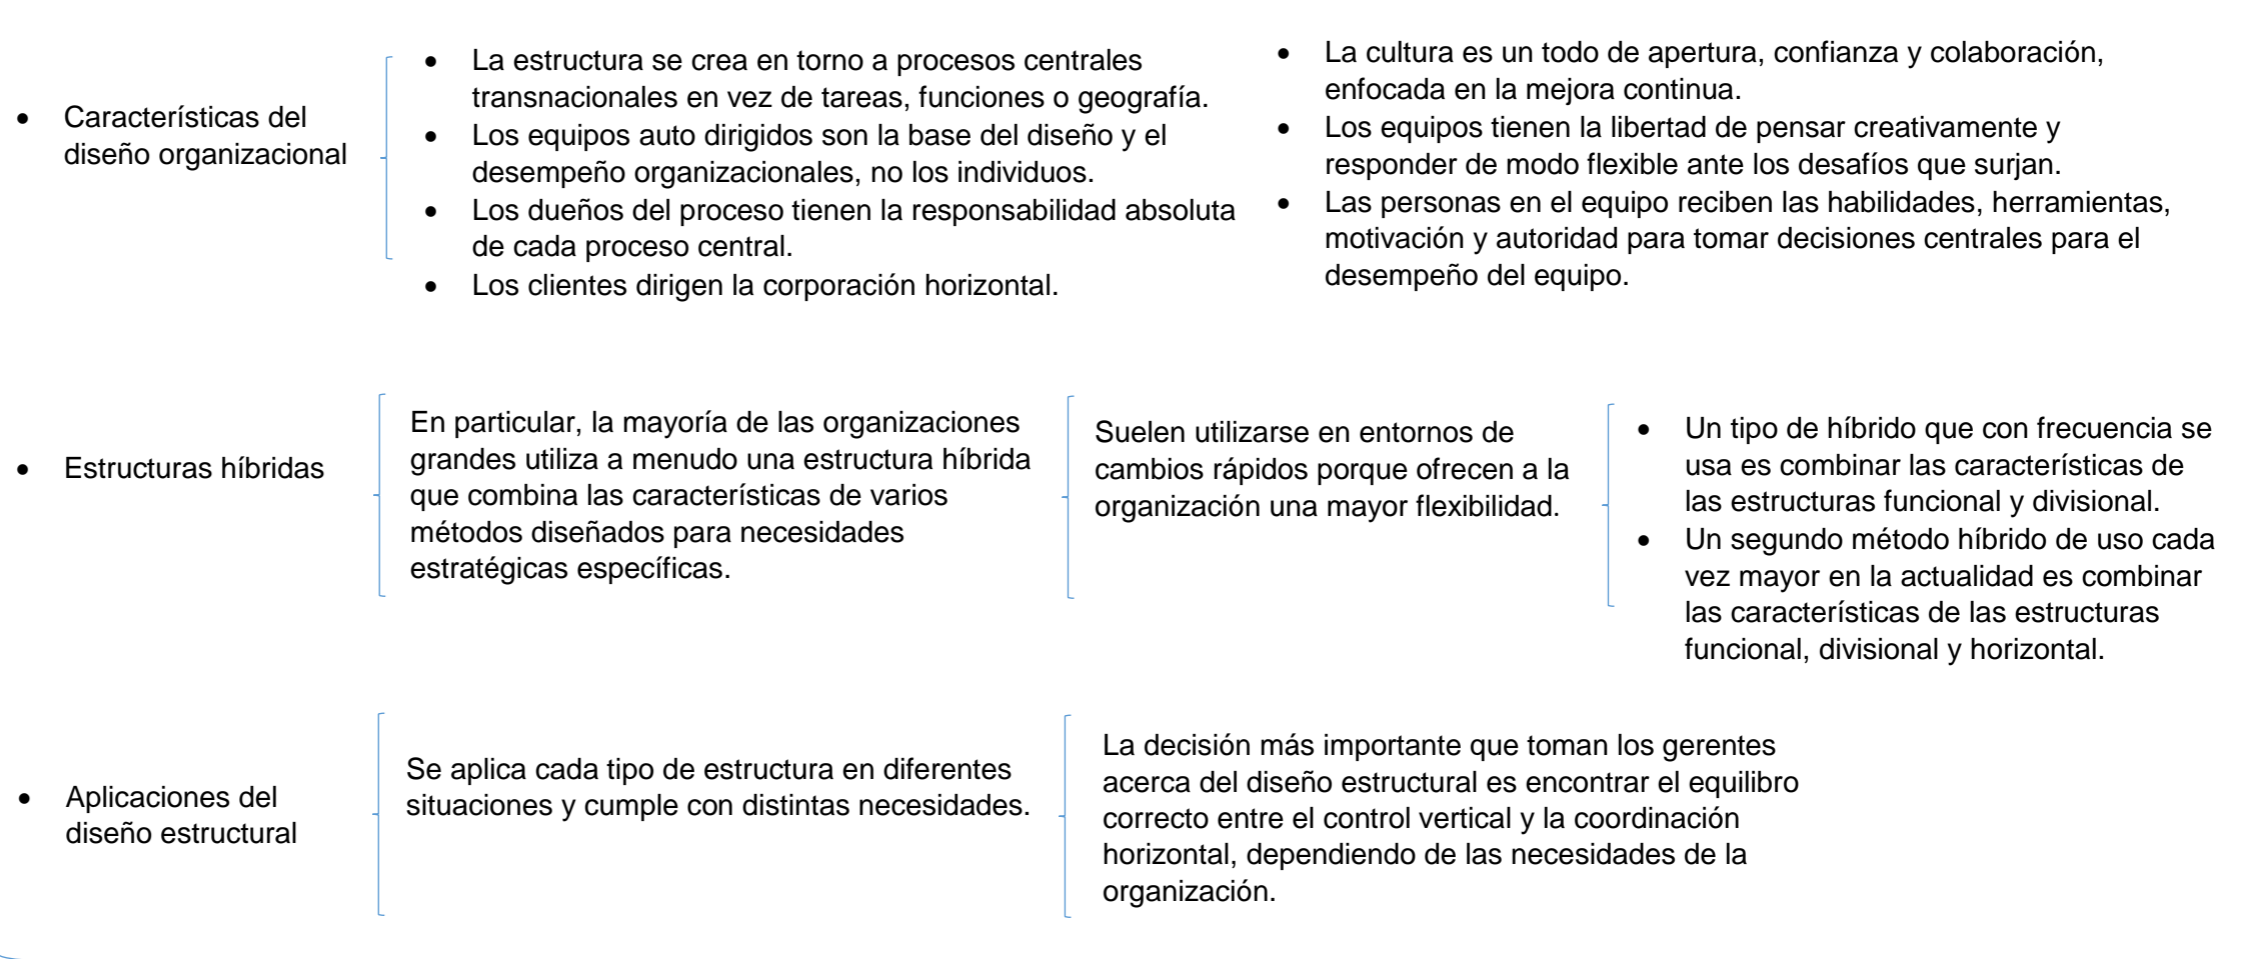 • Características del
diseño organizacional
• La estructura se crea en torno a procesos centrales
transnacionales en vez de tareas, funciones o geografía.
• Los equipos auto dirigidos son la base del diseño y el
desempeño organizacionales, no los individuos.
• Los dueños del proceso tienen la responsabilidad absoluta
de cada proceso central.
• Los clientes dirigen la corporación horizontal.
• La cultura es un todo de apertura, confianza y colaboración,
enfocada en la mejora continua.
• Los equipos tienen la libertad de pensar creativamente y
responder de modo flexible ante los desafíos que surjan.
• Las personas en el equipo reciben las habilidades, herramientas,
motivación y autoridad para tomar decisiones centrales para el
desempeño del equipo.
• Estructuras híbridas
En particular, la mayoría de las organizaciones
grandes utiliza a menudo una estructura híbrida
que combina las características de varios
métodos diseñados para necesidades
estratégicas específicas.
Suelen utilizarse en entornos de
cambios rápidos porque ofrecen a la
organización una mayor flexibilidad.
• Un tipo de híbrido que con frecuencia se
usa es combinar las características de
las estructuras funcional y divisional.
• Un segundo método híbrido de uso cada
vez mayor en la actualidad es combinar
las características de las estructuras
funcional, divisional y horizontal.
• Aplicaciones del
diseño estructural
Se aplica cada tipo de estructura en diferentes
situaciones y cumple con distintas necesidades.
La decisión más importante que toman los gerentes
acerca del diseño estructural es encontrar el equilibro
correcto entre el control vertical y la coordinación
horizontal, dependiendo de las necesidades de la
organización.